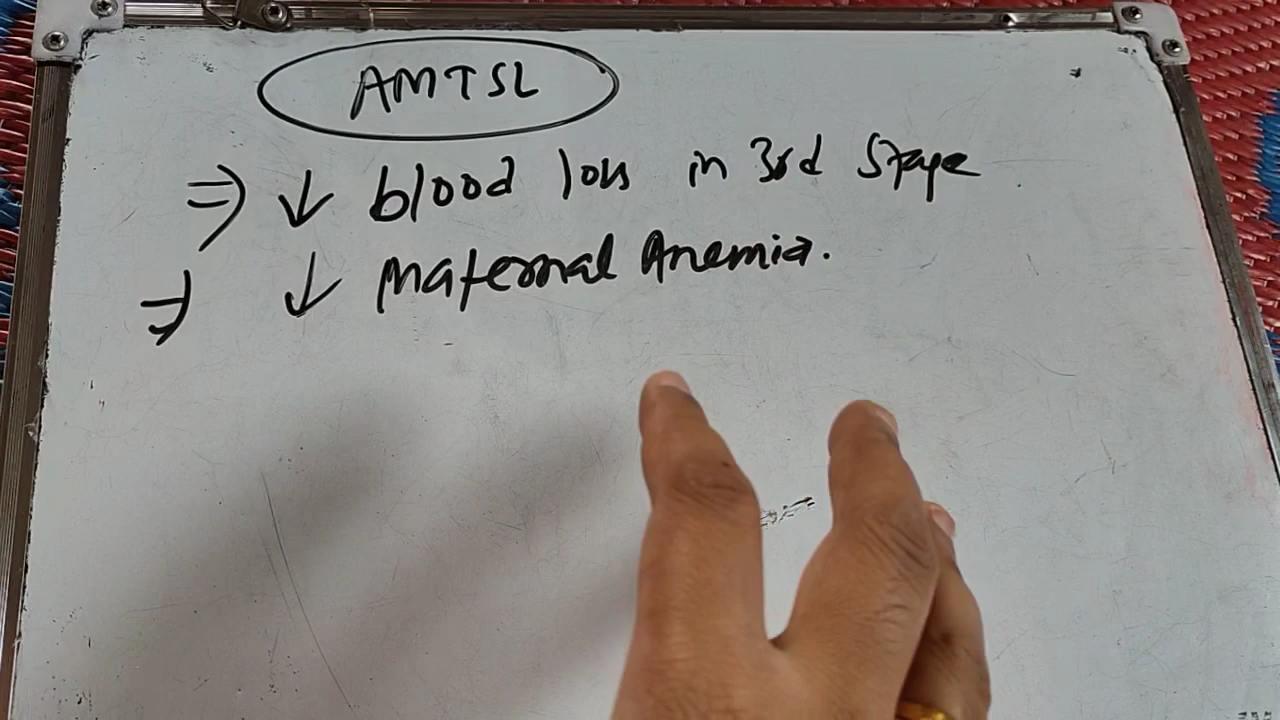 AMTSL
⇒ ↓ blood loss in 3rd stage
⇒ ↓ Maternal Anemia.